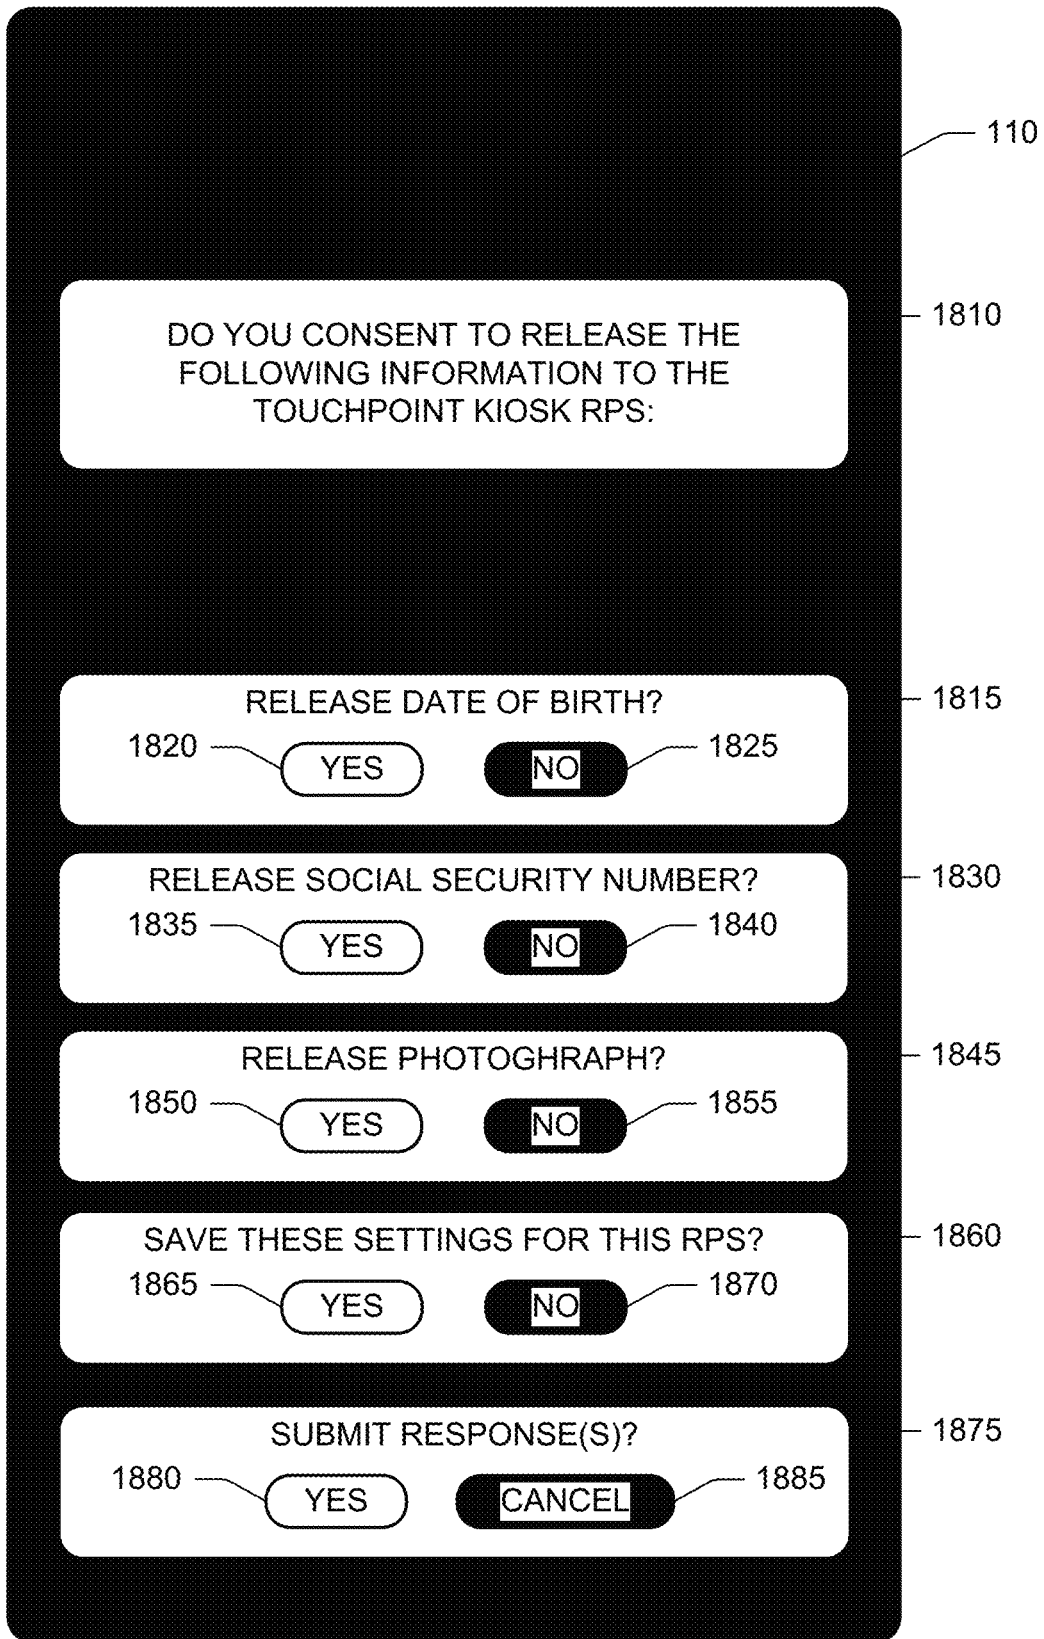 110
DO YOU CONSENT TO RELEASE THE
FOLLOWING INFORMATION TO THE
TOUCHPOINT KIOSK RPS:
1810
RELEASE DATE OF BIRTH?
1815
1820 YES NO 1825
RELEASE SOCIAL SECURITY NUMBER?
1830
1835 YES NO 1840
RELEASE PHOTOGHRAPH?
1845
1850 YES NO 1855
SAVE THESE SETTINGS FOR THIS RPS?
1860
1865 YES NO 1870
SUBMIT RESPONSE(S)?
1875
1880 YES CANCEL 1885